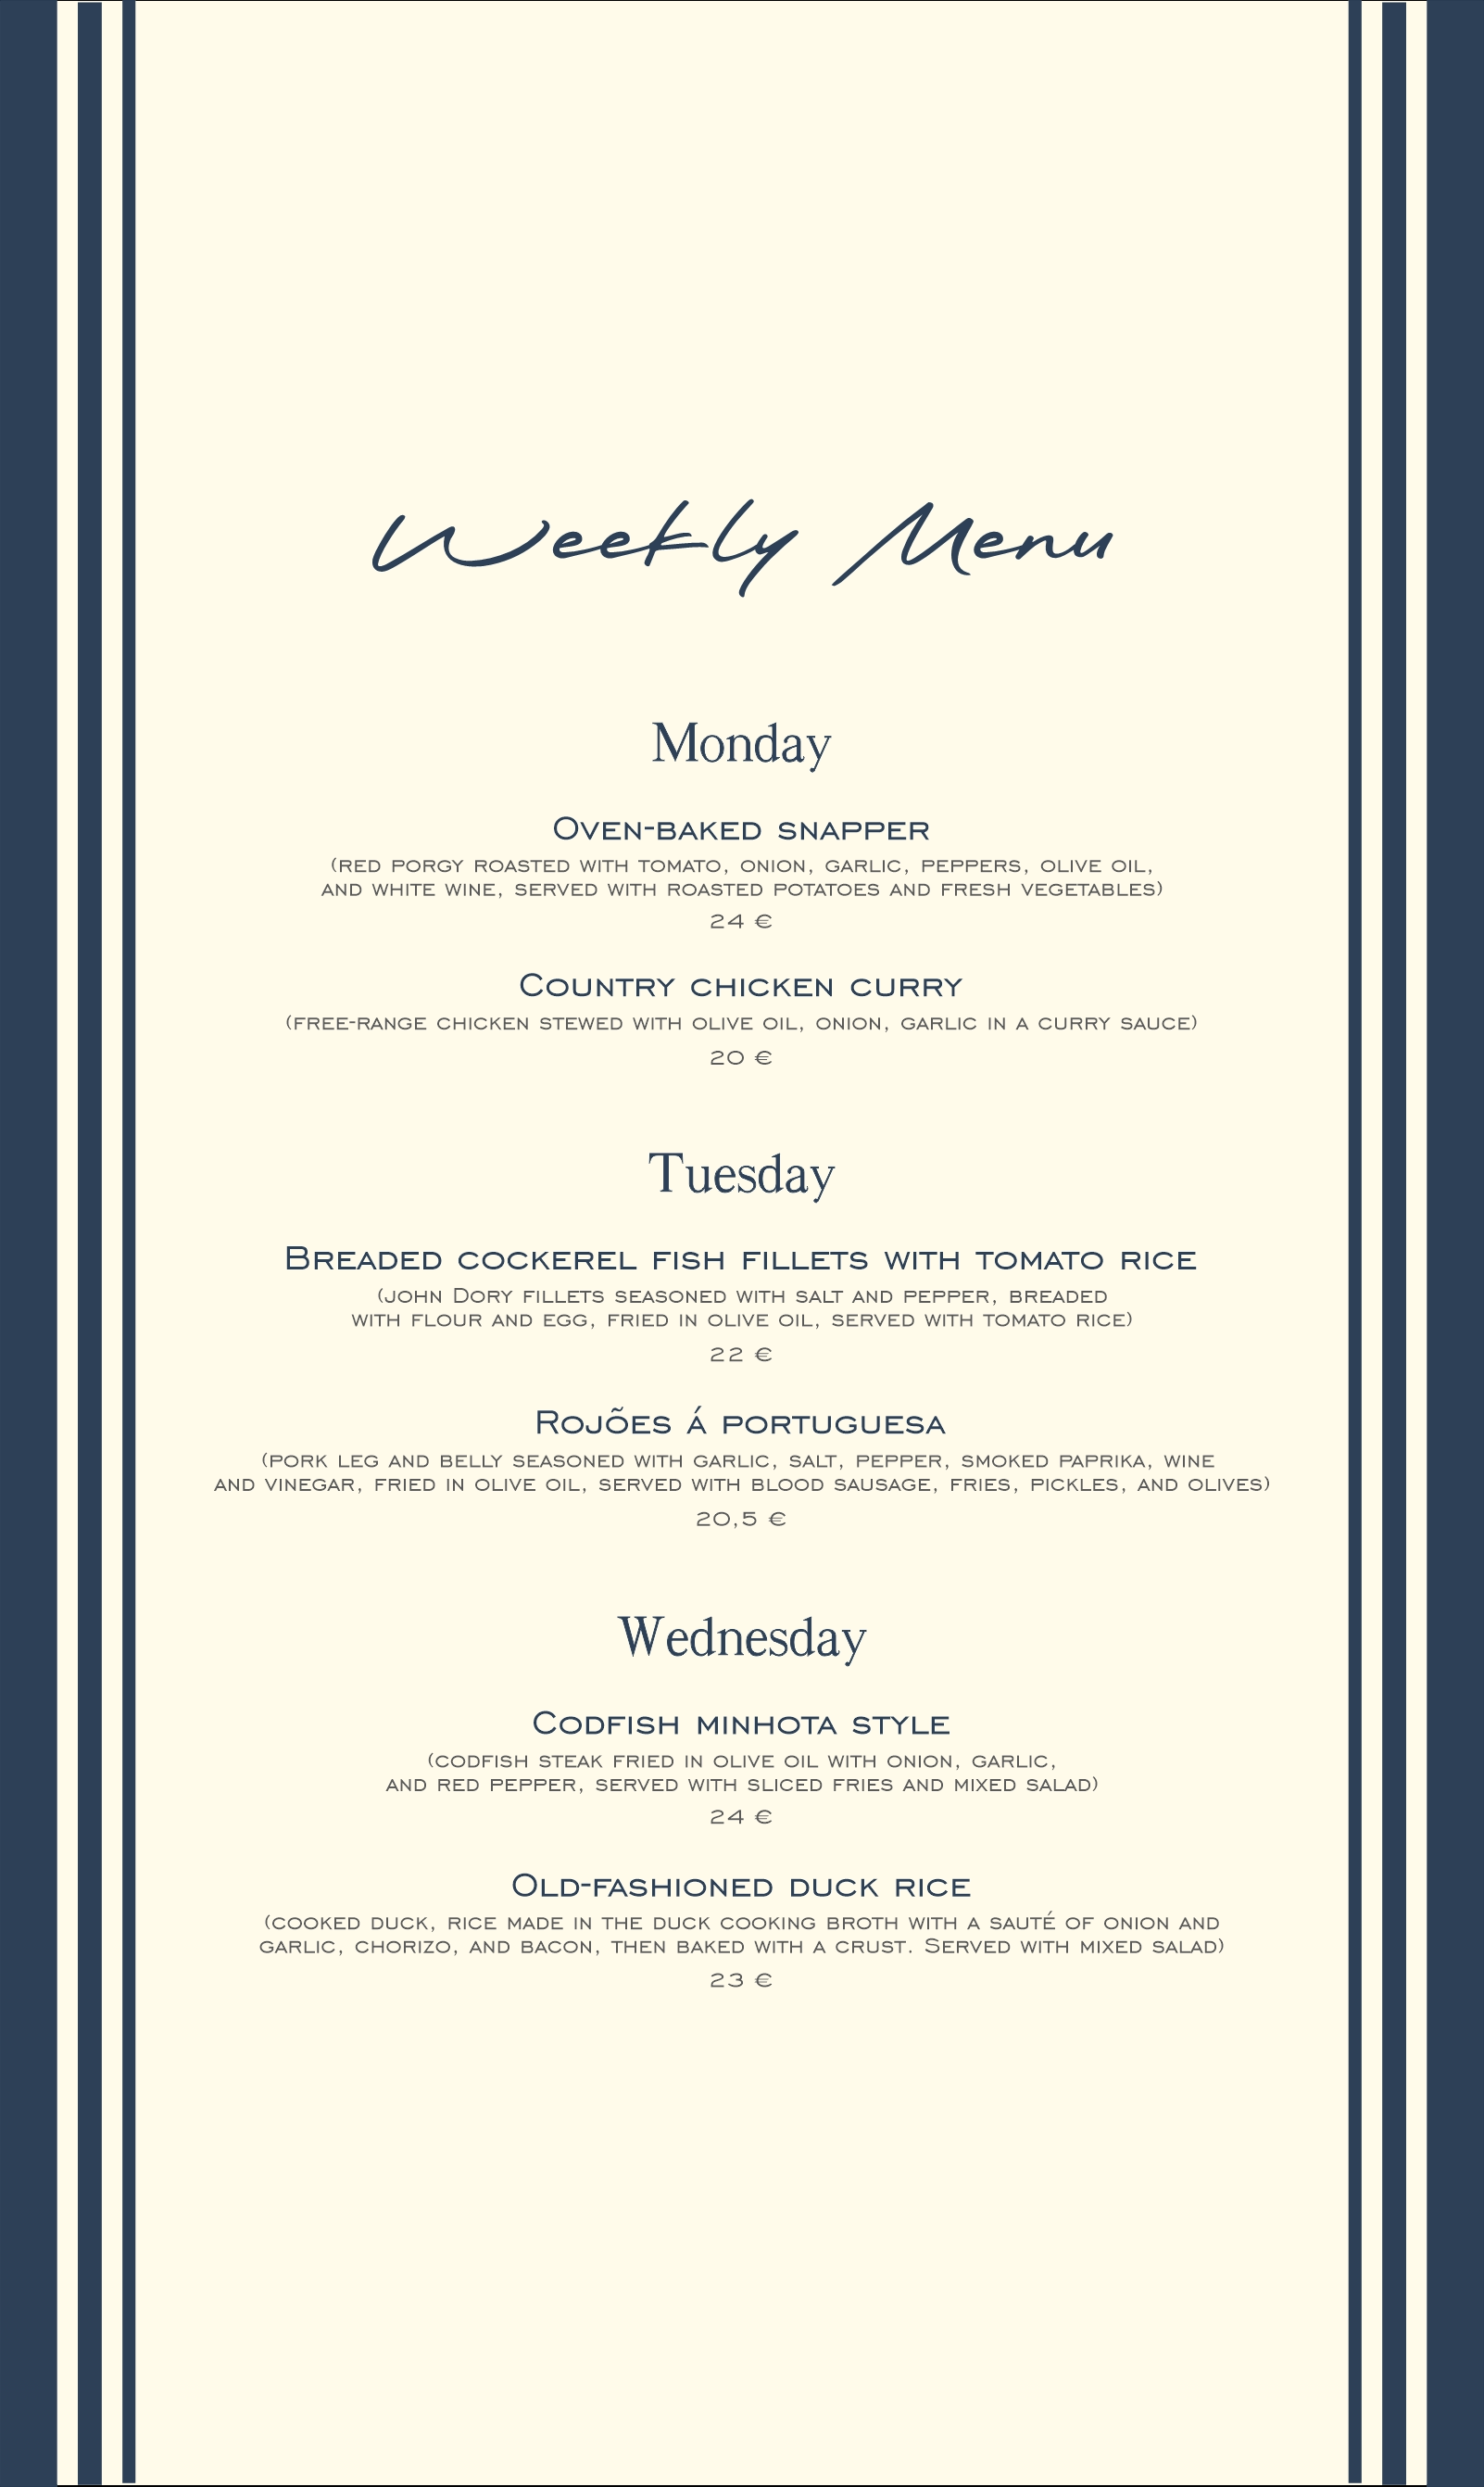 Weekly Menu
Monday
Oven-baked snapper
(red porgy roasted with tomato, onion, garlic, peppers, olive oil,
and white wine, served with roasted potatoes and fresh vegetables)
24 €
Country chicken curry
(free-range chicken stewed with olive oil, onion, garlic in a curry sauce)
20 €
Tuesday
Breaded cockerel fish fillets with tomato rice
(john Dory fillets seasoned with salt and pepper, breaded
with flour and egg, fried in olive oil, served with tomato rice)
22 €
Rojões á portuguesa
(pork leg and belly seasoned with garlic, salt, pepper, smoked paprika, wine
and vinegar, fried in olive oil, served with blood sausage, fries, pickles, and olives)
20,5 €
Wednesday
Codfish minhota style
(codfish steak fried in olive oil with onion, garlic,
and red pepper, served with sliced fries and mixed salad)
24 €
Old-fashioned duck rice
(cooked duck, rice made in the duck cooking broth with a sauté of onion and
garlic, chorizo, and bacon, then baked with a crust. Served with mixed salad)
23 €